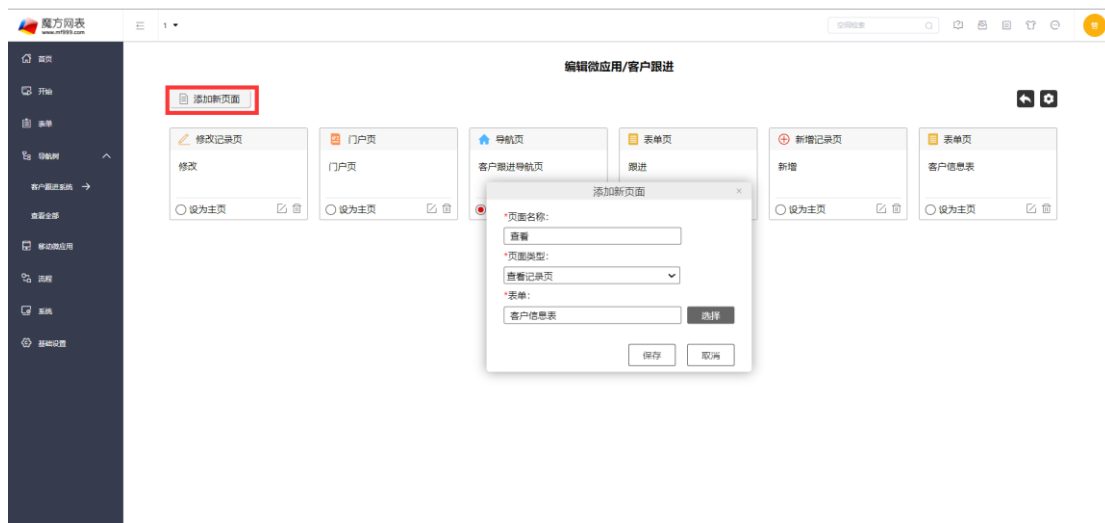 魔方网表
www.mf999.com
1
空间检索
首页
开始
表单
导航树
客户跟进系统
查看全部
移动微应用
流程
系统
基础设置
编辑微应用/客户跟进
添加新页面
修改记录页
修改
设为主页
门户页
门户页
设为主页
导航页
客户跟进导航页
表单页
跟进
新增记录页
新增
设为主页
表单页
客户信息表
设为主页
添加新页面
×
*页面名称:
查看
*页面类型:
查看记录页
*表单:
客户信息表
选择
保存
取消